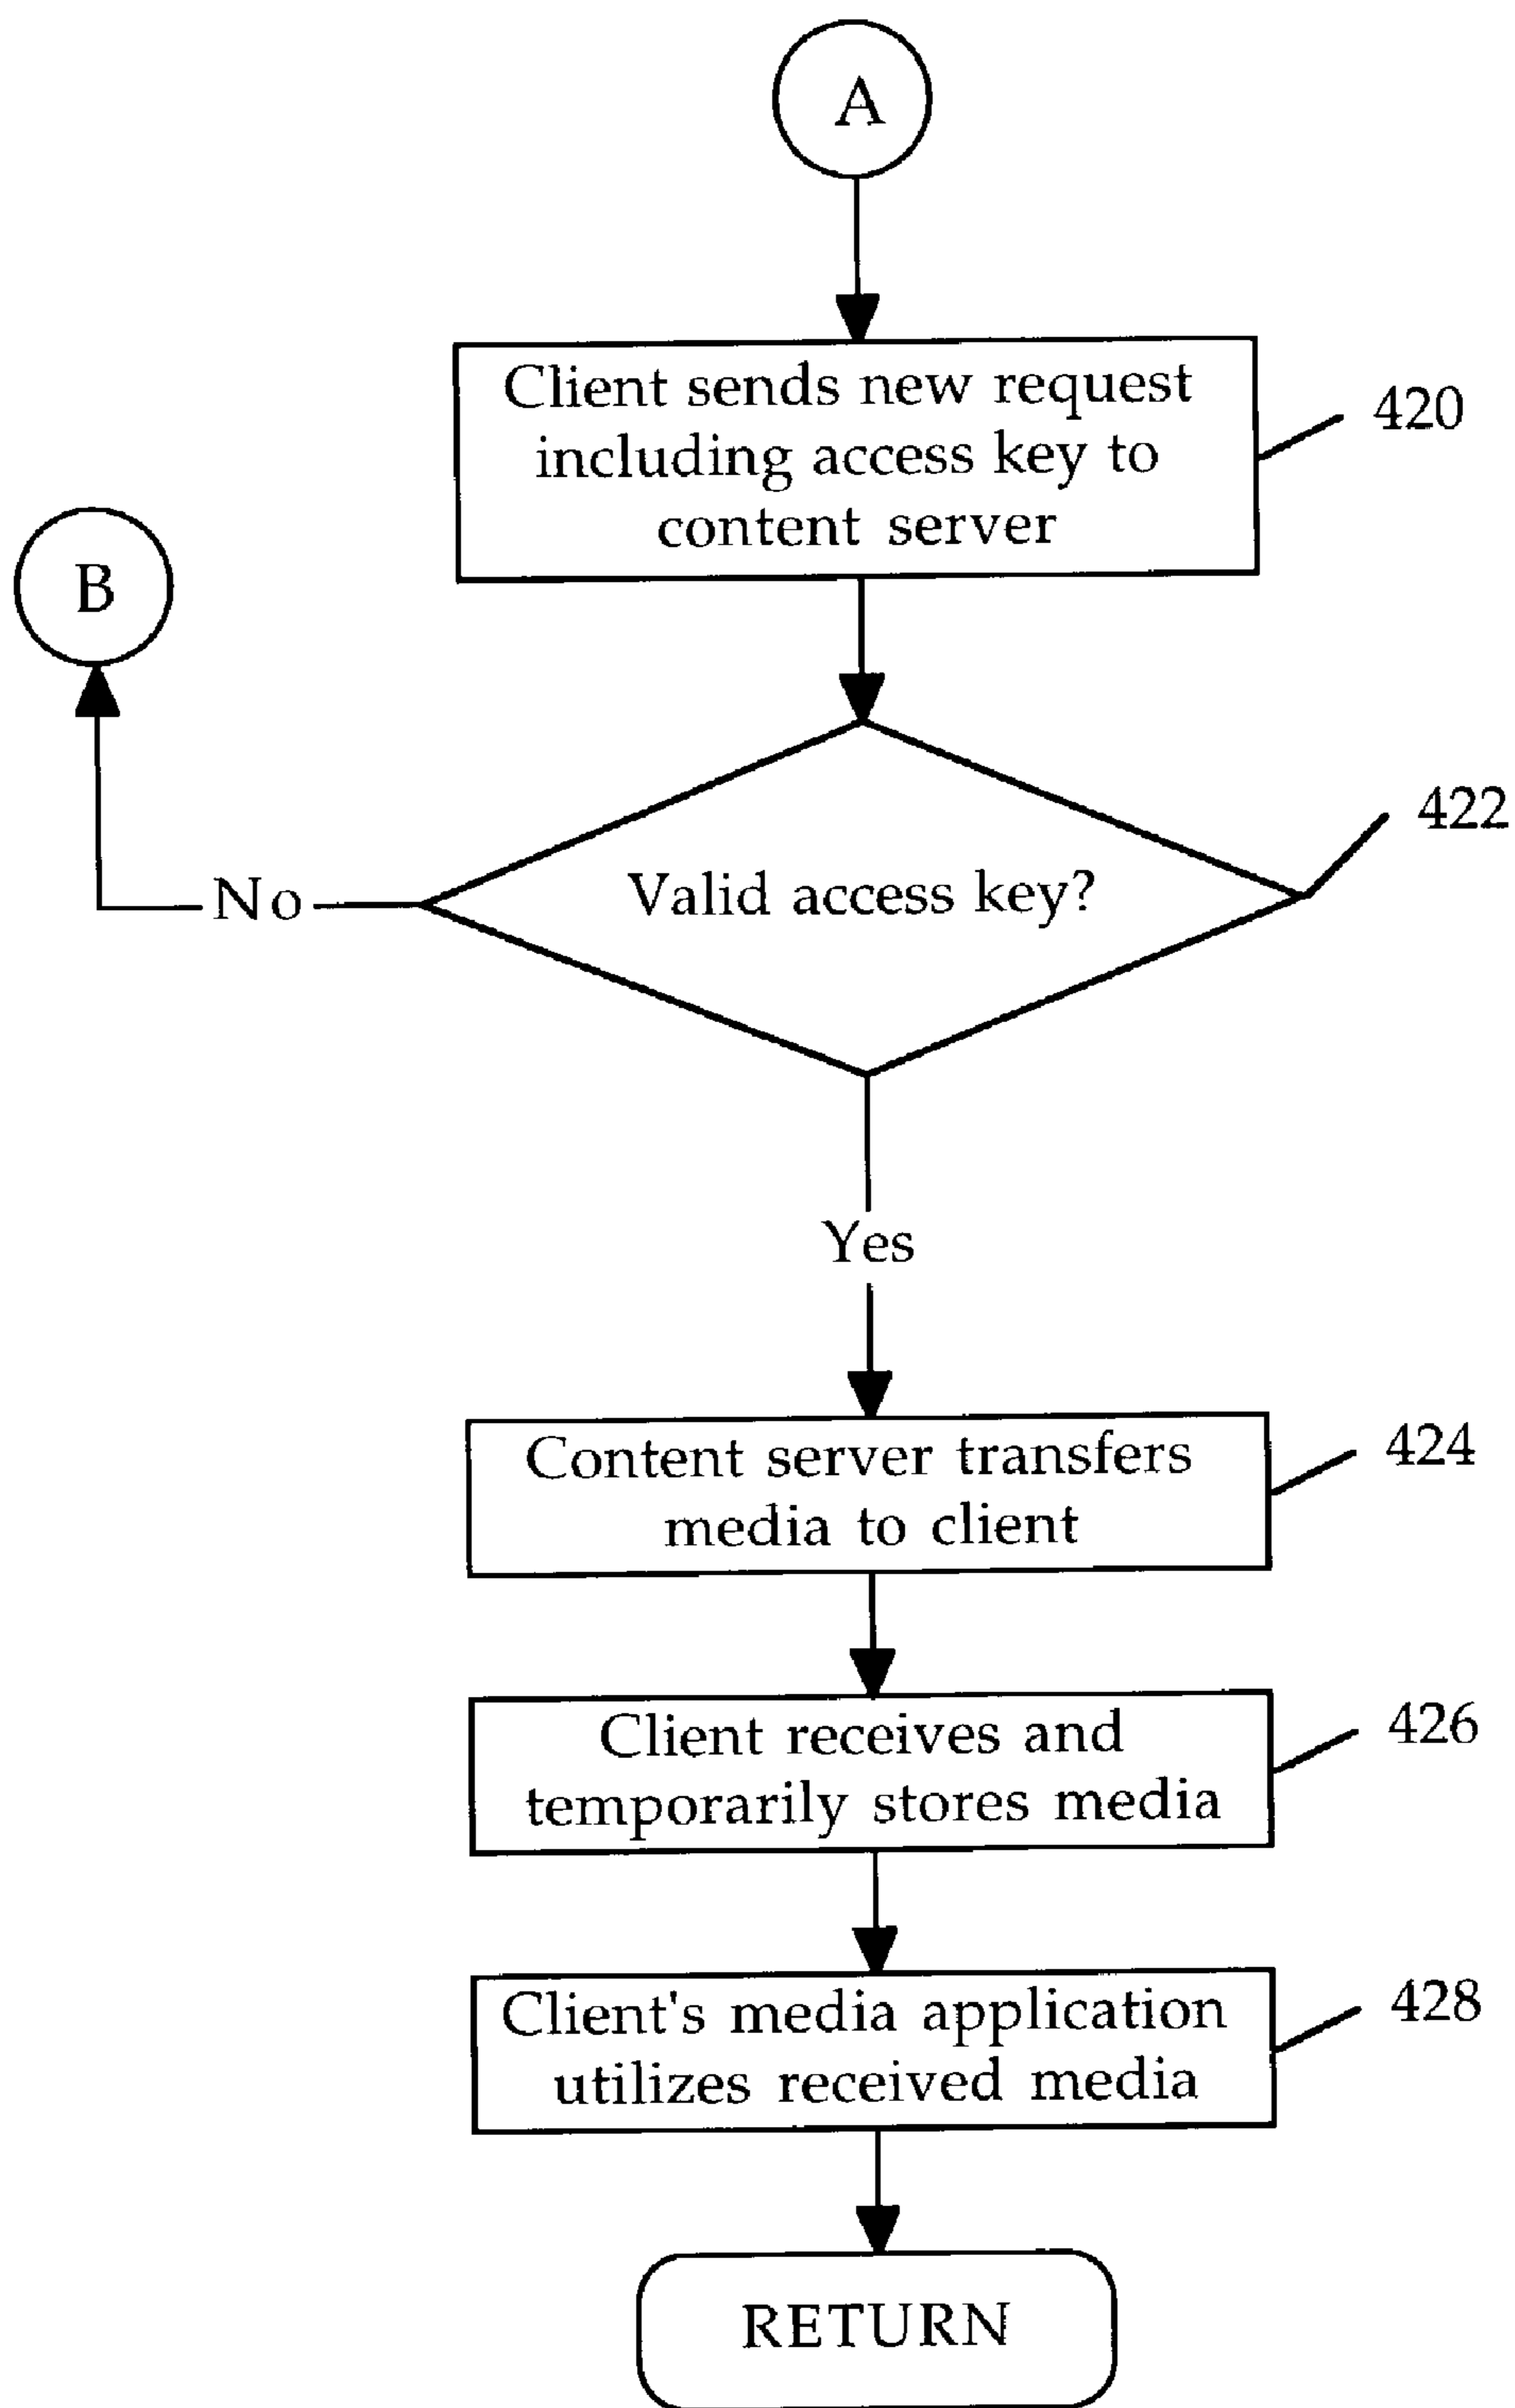 A
Client sends new request
including access key to
content server
420
B
422
Valid access key?
No
Yes
Content server transfers
media to client
424
Client receives and
temporarily stores media
426
Client's media application
utilizes received media
428
RETURN